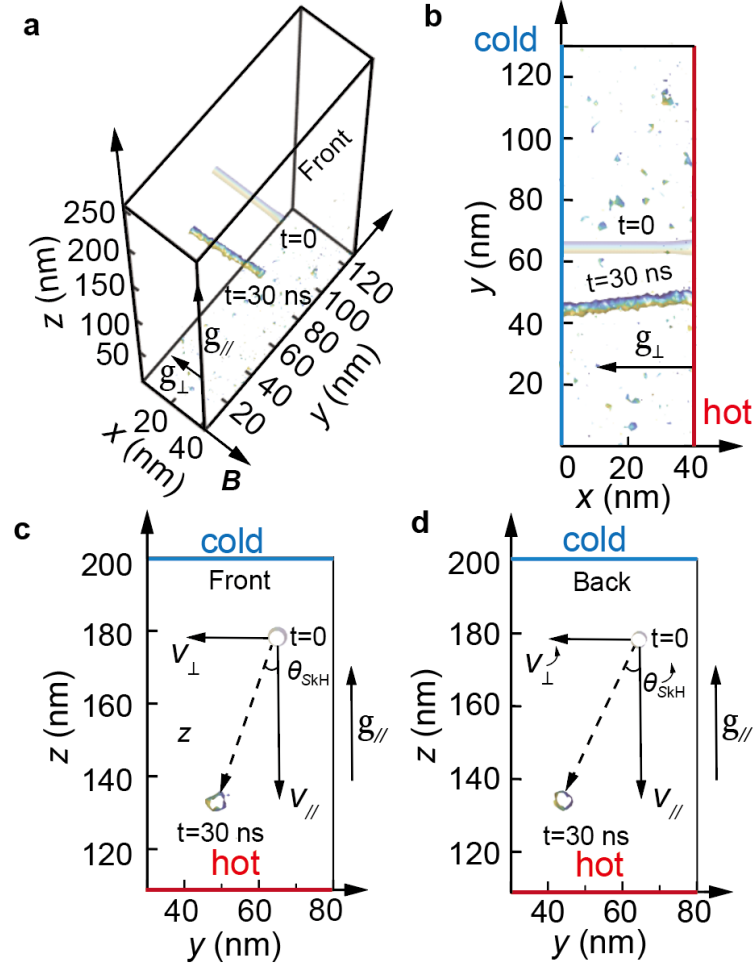 a
Front
t=0
t=30 ns
g//
g⊥
B
z (nm)
250
200
150
100
50
x (nm)
20
40
y (nm)
20
40
60
80
100
120
b
cold
120
100
80
60
40
20
y (nm)
t=0
t=30 ns
g⊥
hot
0
20
40
x (nm)
c
cold
Front
200
180
160
140
120
z (nm)
t=0
v⊥
θSkH
z
v//
g//
t=30 ns
hot
40
60
80
y (nm)
d
cold
Back
200
180
160
140
120
z (nm)
t=0
v⊥
θSkH
v//
g//
t=30 ns
hot
40
60
80
y (nm)